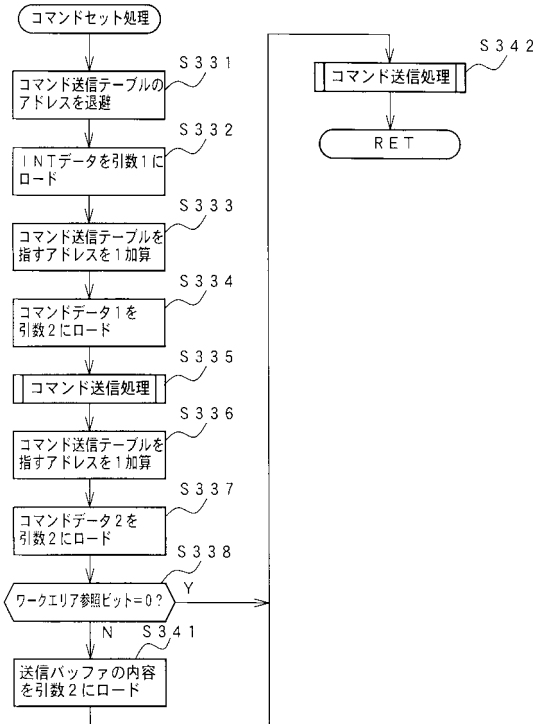 コマンドセット処理
S331
コマンド送信テーブルの
アドレスを退避
S332
INTデータを引数1に
ロード
S333
コマンド送信テーブルを
指すアドレスを1加算
S334
コマンドデータ1を
引数2にロード
S335
コマンド送信処理
S336
コマンド送信テーブルを
指すアドレスを1加算
S337
コマンドデータ2を
引数2にロード
S338
ワークエリア参照ビット=0?
Y
N
S341
送信バッファの内容
を引数2にロード
S342
コマンド送信処理
RET